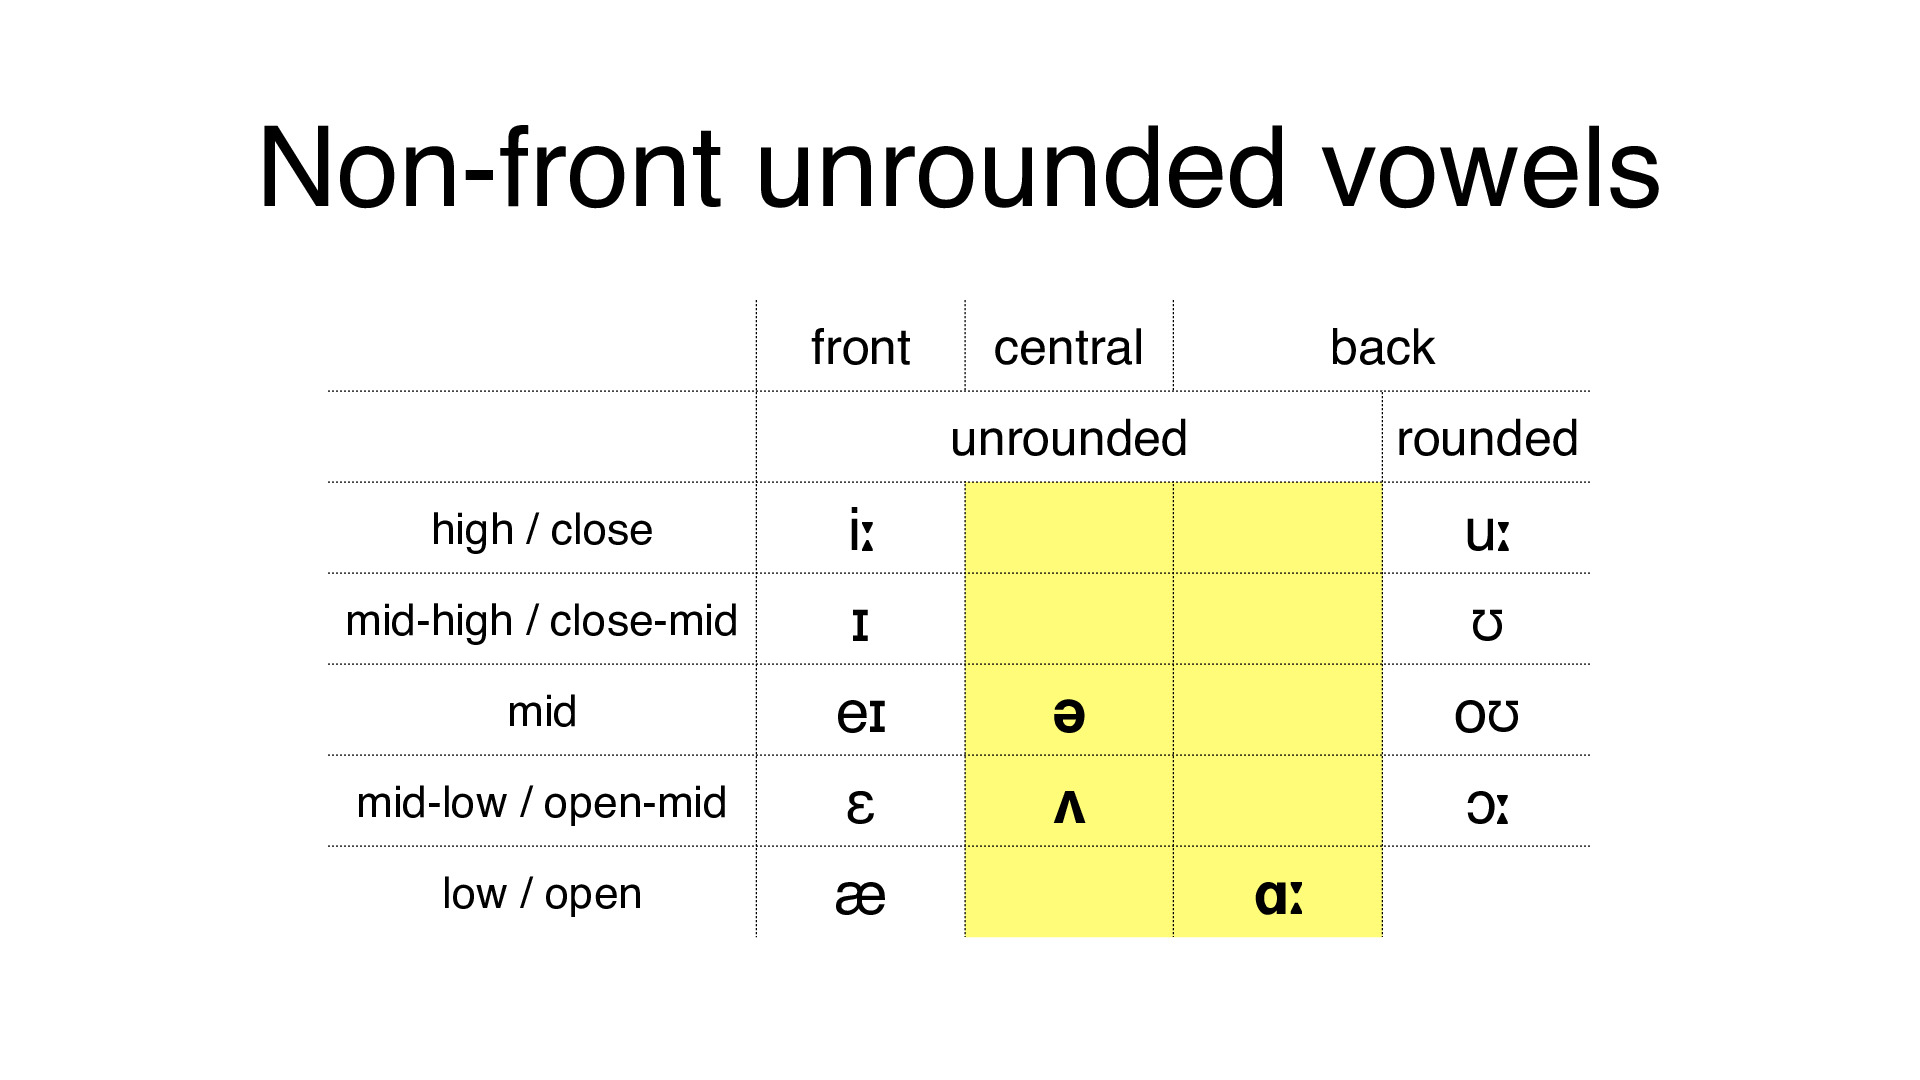 Non-front unrounded vowels
front central back
unrounded rounded
high / close iː uː
mid-high / close-mid ɪ ʊ
mid eɪ ə oʊ
mid-low / open-mid ɛ ʌ ɔː
low / open æ ɑː